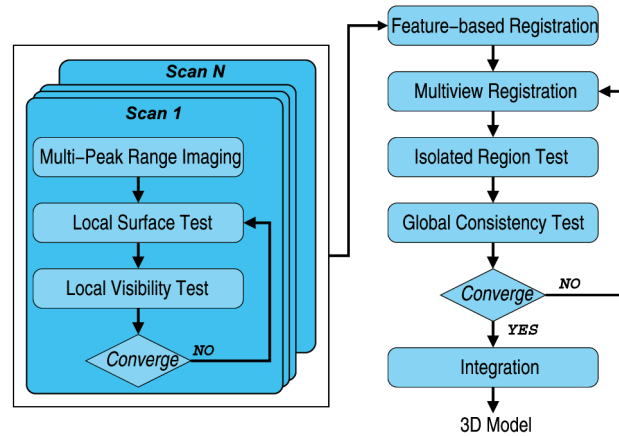 Scan N
Scan 1
Multi-Peak Range Imaging
Local Surface Test
Local Visibility Test
Converge
NO
Feature-based Registration
Multiview Registration
Isolated Region Test
Global Consistency Test
Converge
NO
YES
Integration
3D Model